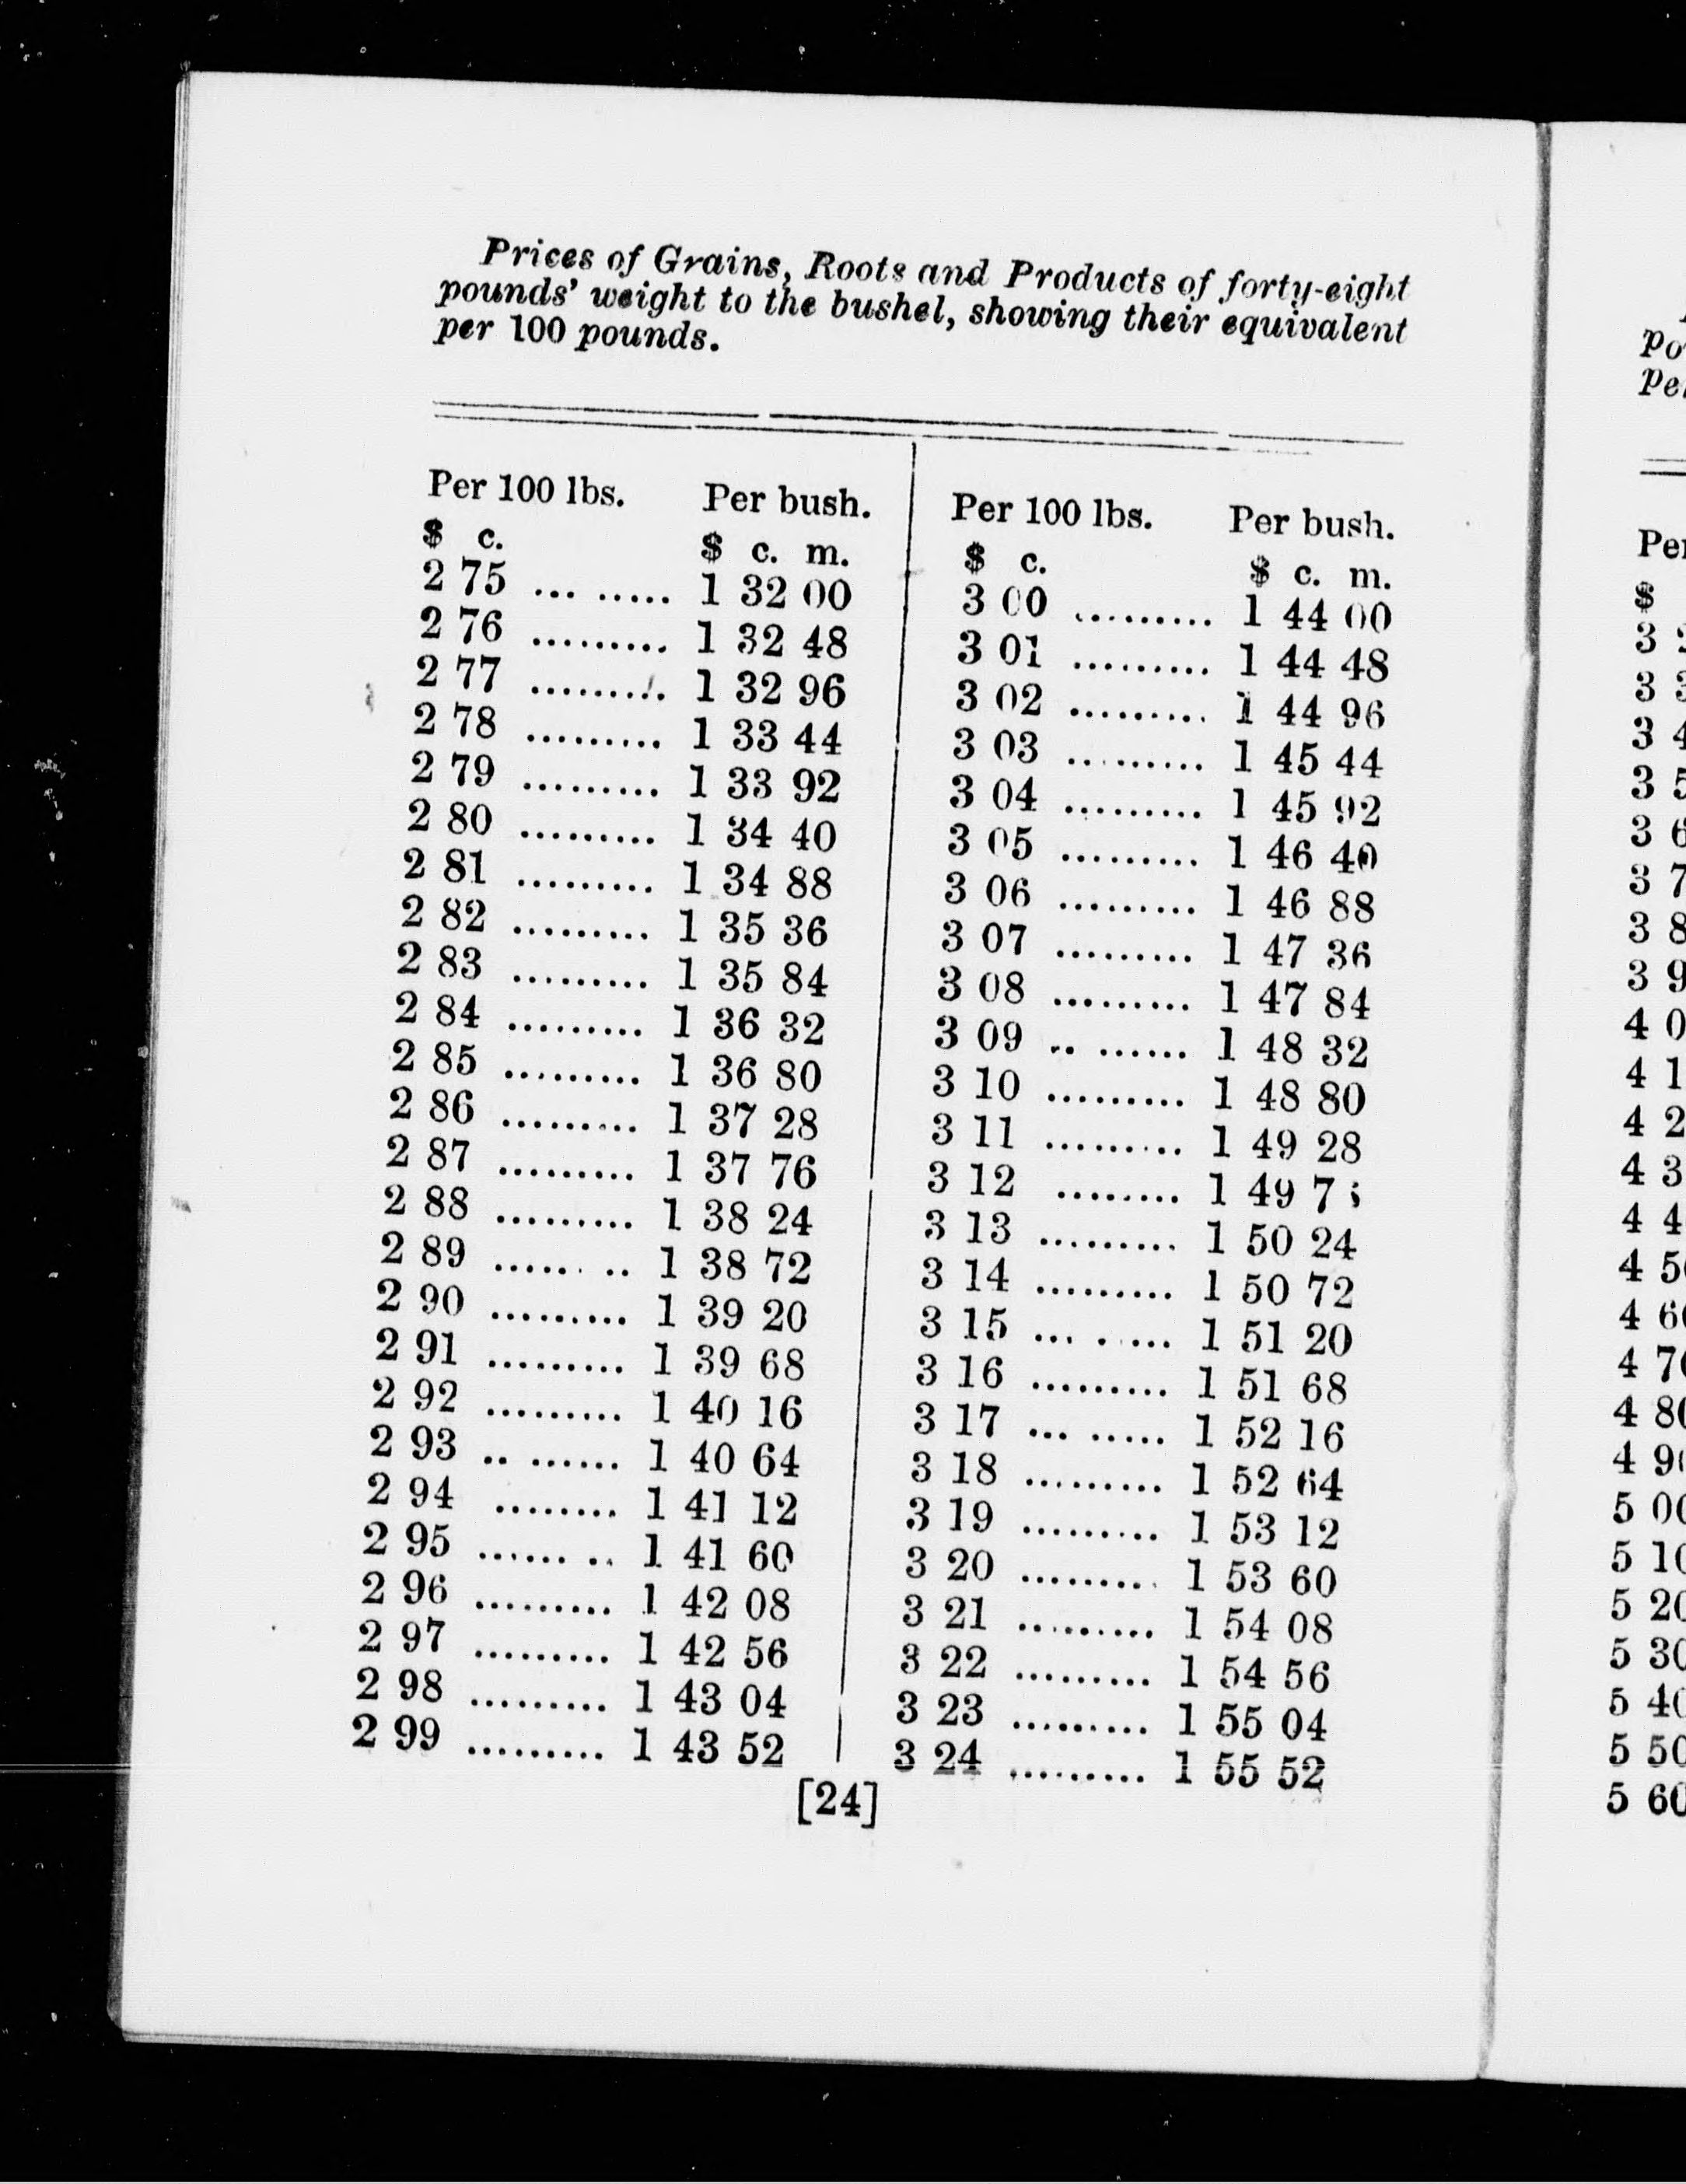 Prices of Grains, Roots and Products of forty-eight
pounds' weight to the bushel, showing their equivalent
per 100 pounds.
Per 100 lbs. Per bush.
$ c. $ c. m.
2 75 ... ...... 1 32 00
2 76 ......... 1 32 48
2 77 ......... 1 32 96
2 78 ......... 1 33 44
2 79 ......... 1 33 92
2 80 ......... 1 34 40
2 81 ......... 1 34 88
2 82 ......... 1 35 36
2 83 ......... 1 35 84
2 84 ......... 1 36 32
2 85 ......... 1 36 80
2 86 ......... 1 37 28
2 87 ......... 1 37 76
2 88 ......... 1 38 24
2 89 ...... .. 1 38 72
2 90 ......... 1 39 20
2 91 ......... 1 39 68
2 92 ......... 1 40 16
2 93 .. ...... 1 40 64
2 94 ........ 1 41 12
2 95 ...... .. 1 41 60
2 96 ......... 1 42 08
2 97 ......... 1 42 56
2 98 ......... 1 43 04
2 99 ......... 1 43 52
Per 100 lbs. Per bush.
$ c. $ c. m.
3 00 ......... 1 44 00
3 01 ......... 1 44 48
3 02 ......... 1 44 96
3 03 ......... 1 45 44
3 04 ......... 1 45 92
3 05 ......... 1 46 40
3 06 ......... 1 46 88
3 07 ......... 1 47 36
3 08 ......... 1 47 84
3 09 .. ...... 1 48 32
3 10 ......... 1 48 80
3 11 ......... 1 49 28
3 12 ........ 1 49
3 13 ......... 1 50 24
3 14 ......... 1 50 72
3 15 ... . .... 1 51 20
3 16 ......... 1 51 68
3 17 ... ..... 1 52 16
3 18 ......... 1 52 64
3 19 ......... 1 53 12
3 20 ......... 1 53 60
3 21 ......... 1 54 08
3 22 ......... 1 54 56
3 23 ......... 1 55 04
3 24 ......... 1 55 52
[24]